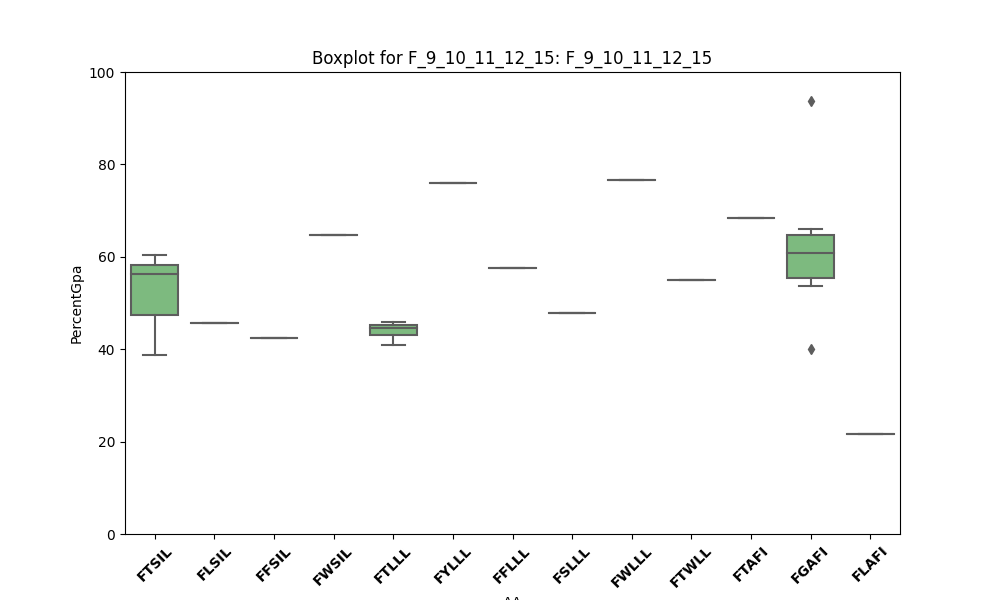 Boxplot for F_9_10_11_12_15: F_9_10_11_12_15
PercentGpa
100
80
60
40
20
0
FTSIL FLSIL FFSIL FWSIL FTLLL FYLLL FFLLL FSLLL FWLLL FTWLL FTAFI FGAFI FLAFI
AA